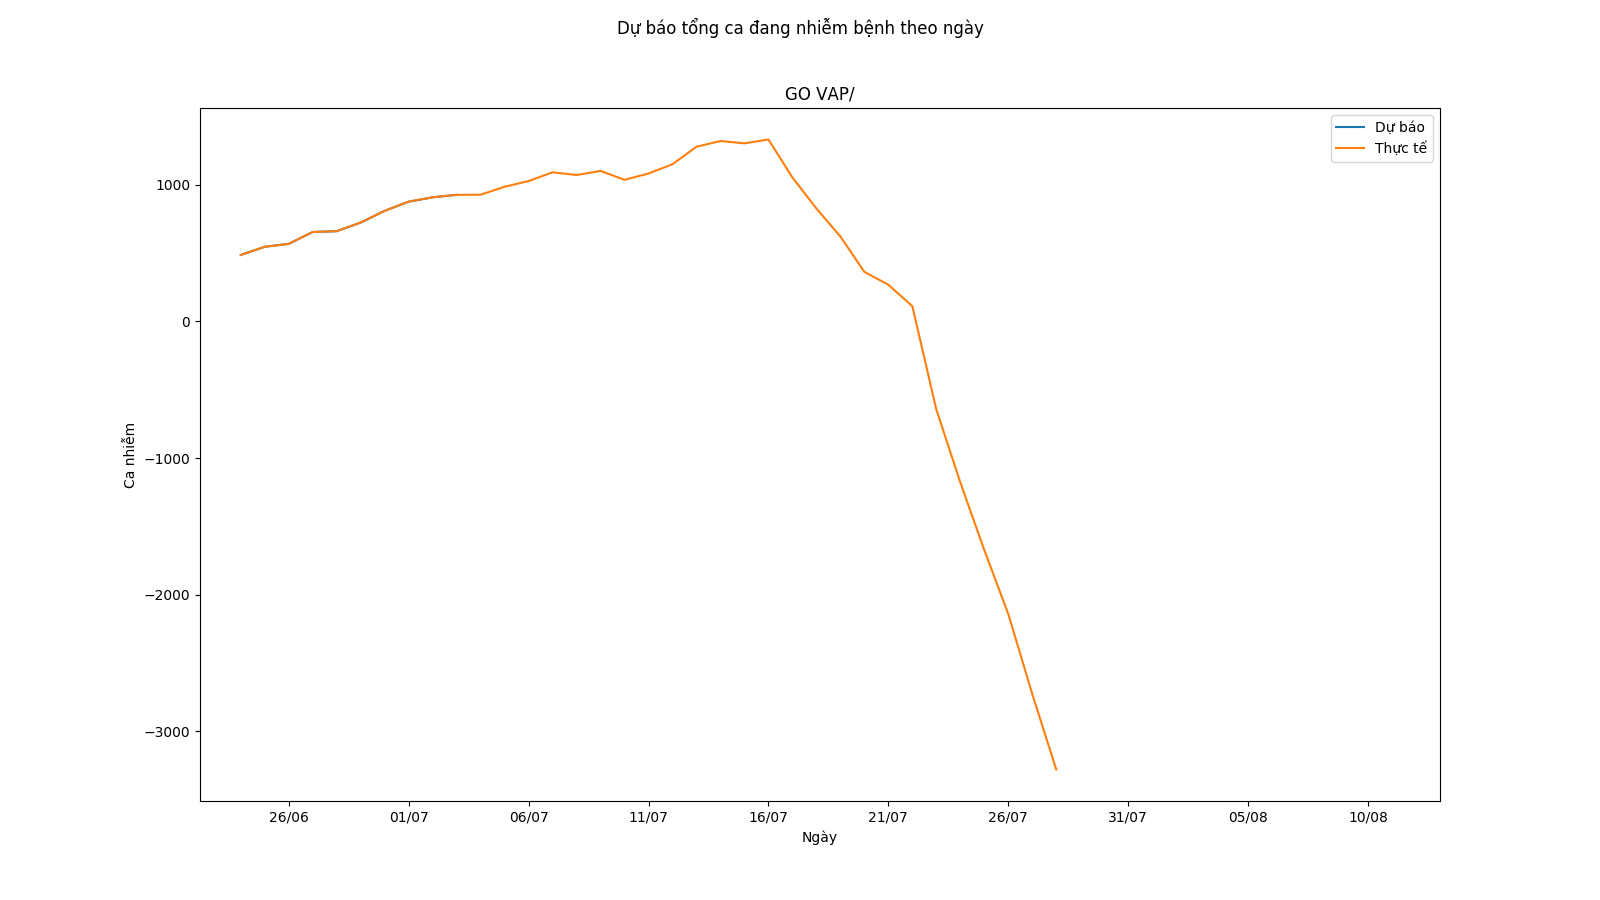 Dự báo tổng ca đang nhiễm bệnh theo ngày
GO VAP/
Dự báo
Thực tế
1000
0
−1000
−2000
−3000
Ca nhiễm
26/06
01/07
06/07
11/07
16/07
21/07
26/07
31/07
05/08
10/08
Ngày